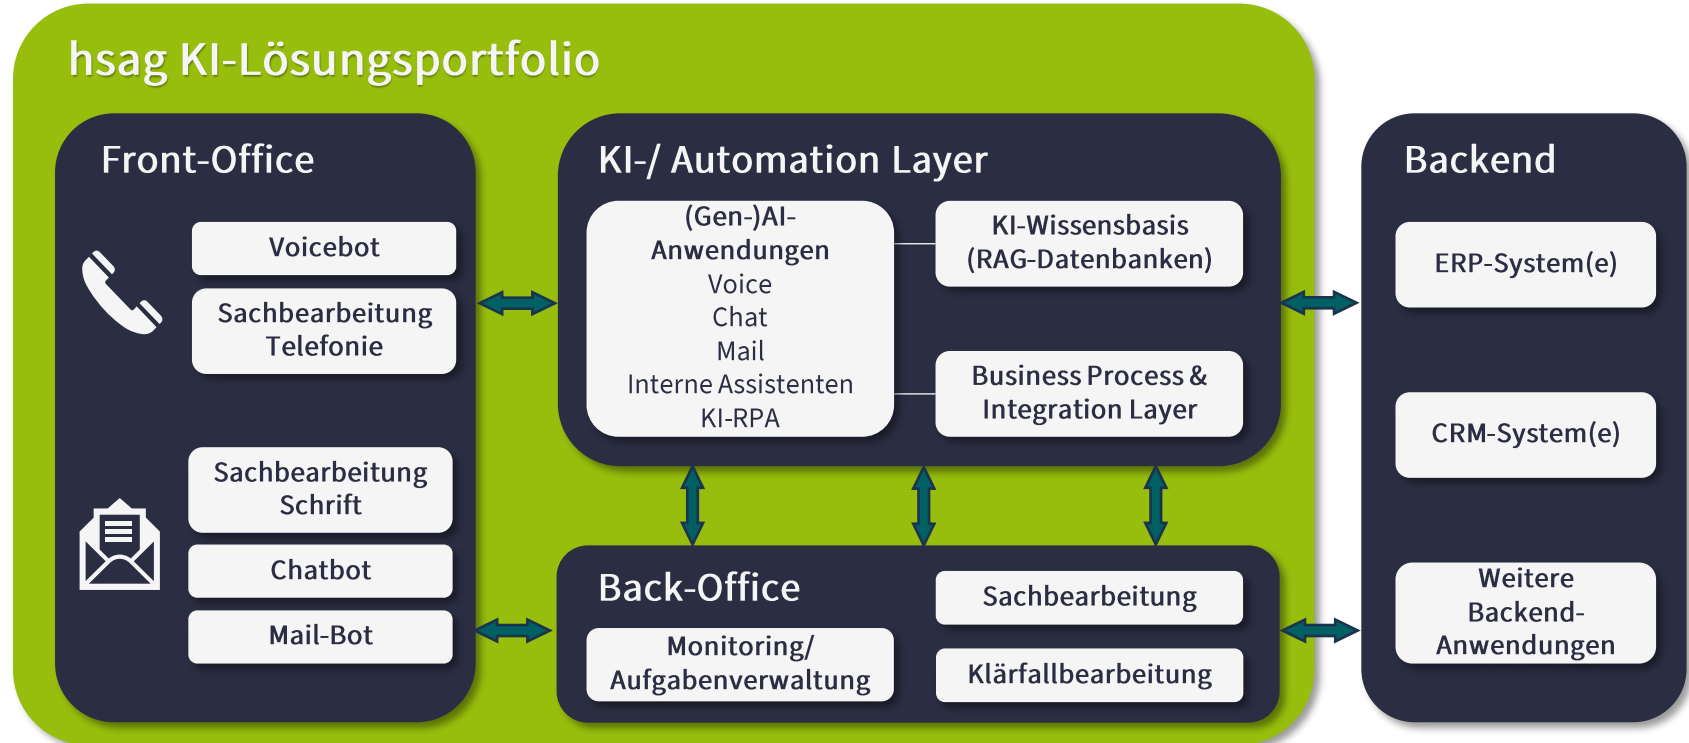 hsag KI-Lösungsportfolio
Front-Office
Voicebot
Sachbearbeitung
Telefonie
Sachbearbeitung
Schrift
Chatbot
Mail-Bot
KI-/ Automation Layer
(Gen-)AI-
Anwendungen
Voice
Chat
Mail
Interne Assistenten
KI-RPA
KI-Wissensbasis
(RAG-Datenbanken)
Business Process &
Integration Layer
Back-Office
Monitoring/
Aufgabenverwaltung
Sachbearbeitung
Klärfallbearbeitung
Backend
ERP-System(e)
CRM-System(e)
Weitere
Backend-
Anwendungen